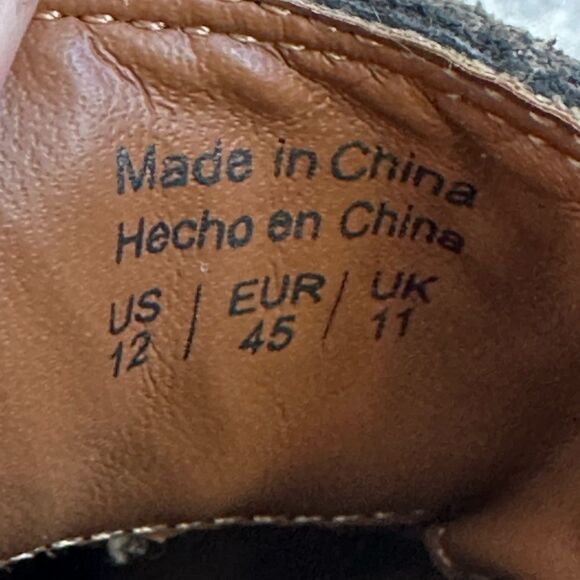 Made in China
Hecho en China
US / EUR / UK
12 / 45 / 11